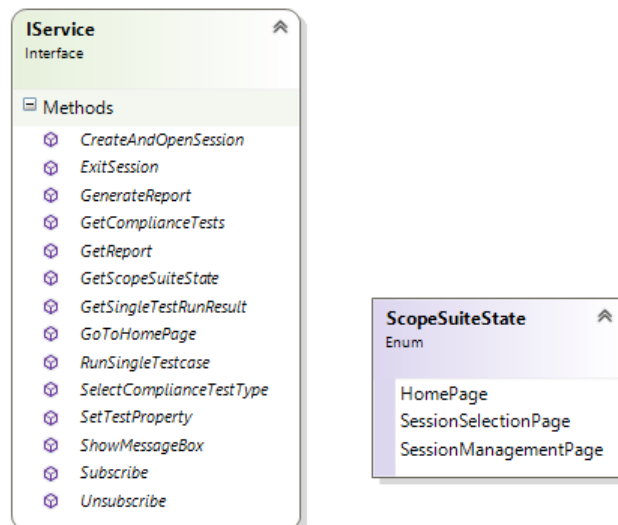 IService
Interface
Methods
CreateAndOpenSession
ExitSession
GenerateReport
GetComplianceTests
GetReport
GetScopeSuiteState
GetSingleTestRunResult
GoToHomePage
RunSingleTestcase
SelectComplianceTestType
SetTestProperty
ShowMessageBox
Subscribe
Unsubscribe
ScopeSuiteState
Enum
HomePage
SessionSelectionPage
SessionManagementPage